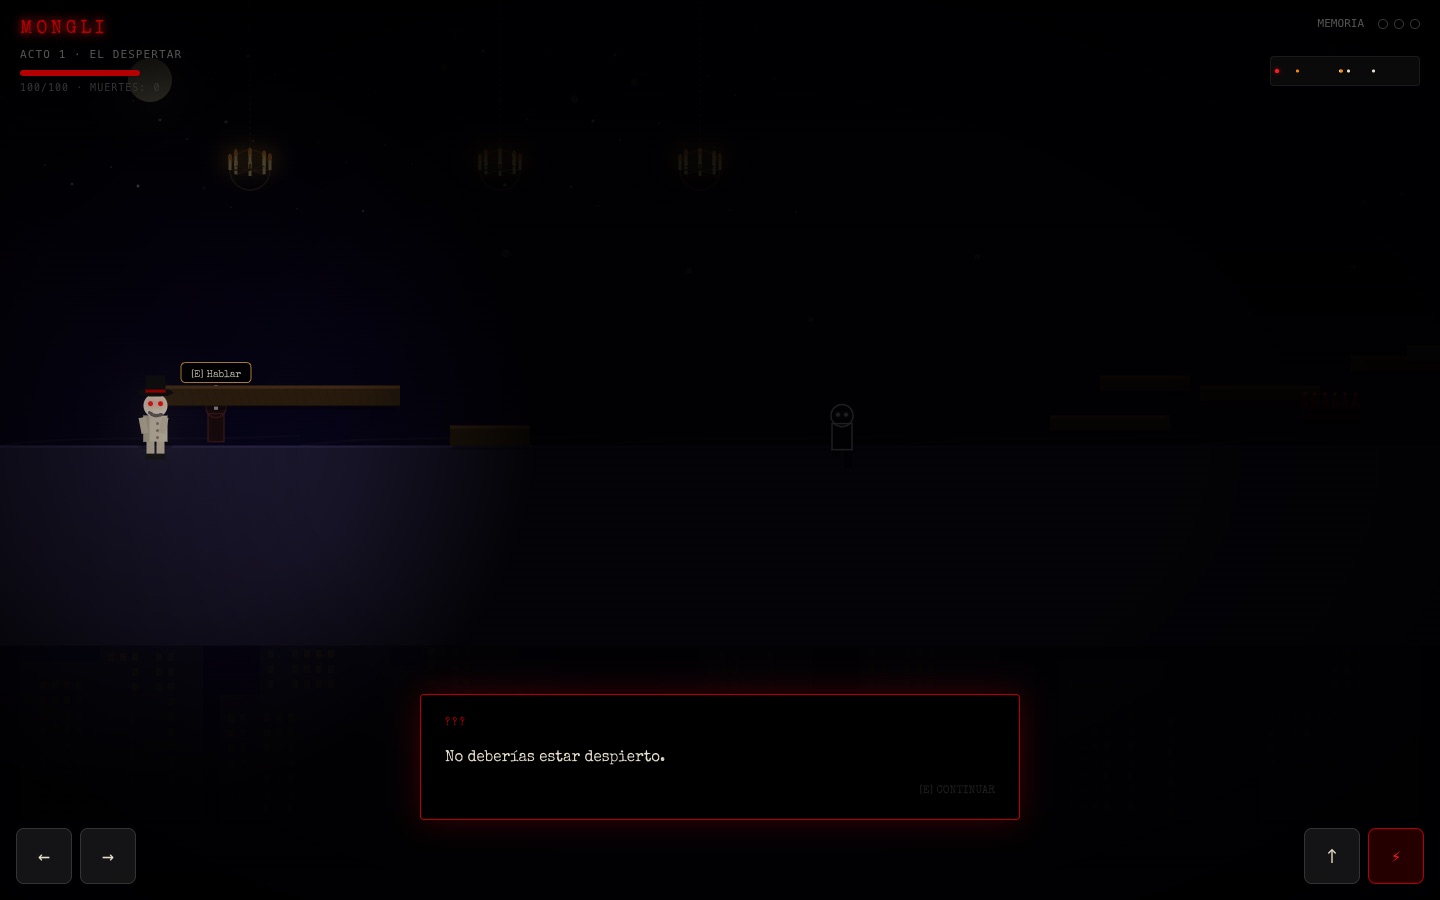 MONGLI
ACTO 1 · EL DESPERTAR
100/100 · MUERTES: 0
MEMORIA
[E] Hablar
???
No deberías estar despierto.
[E] CONTINUAR
← →
↑ ⚡